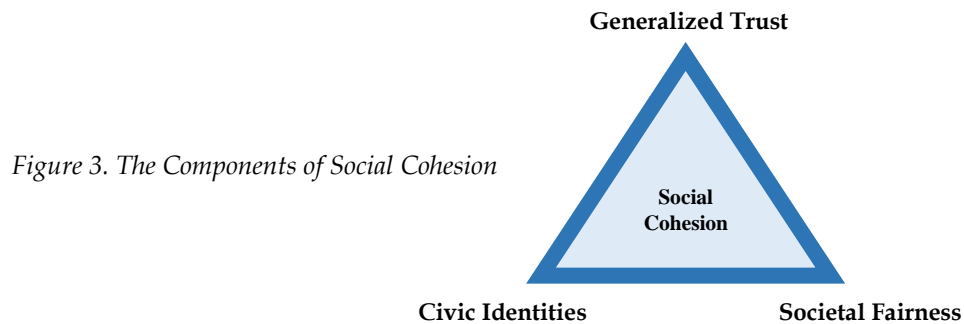 Generalized Trust
Figure 3. The Components of Social Cohesion
Social
Cohesion
Civic Identities
Societal Fairness